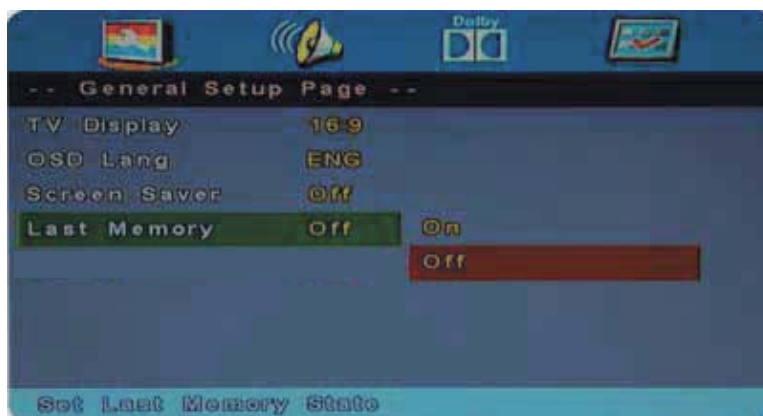 Dolby
-- General Setup Page --
TV Display 16:9
OSD Lang ENG
Screen Saver Off
Last Memory Off On
Off
Set Last Memory State